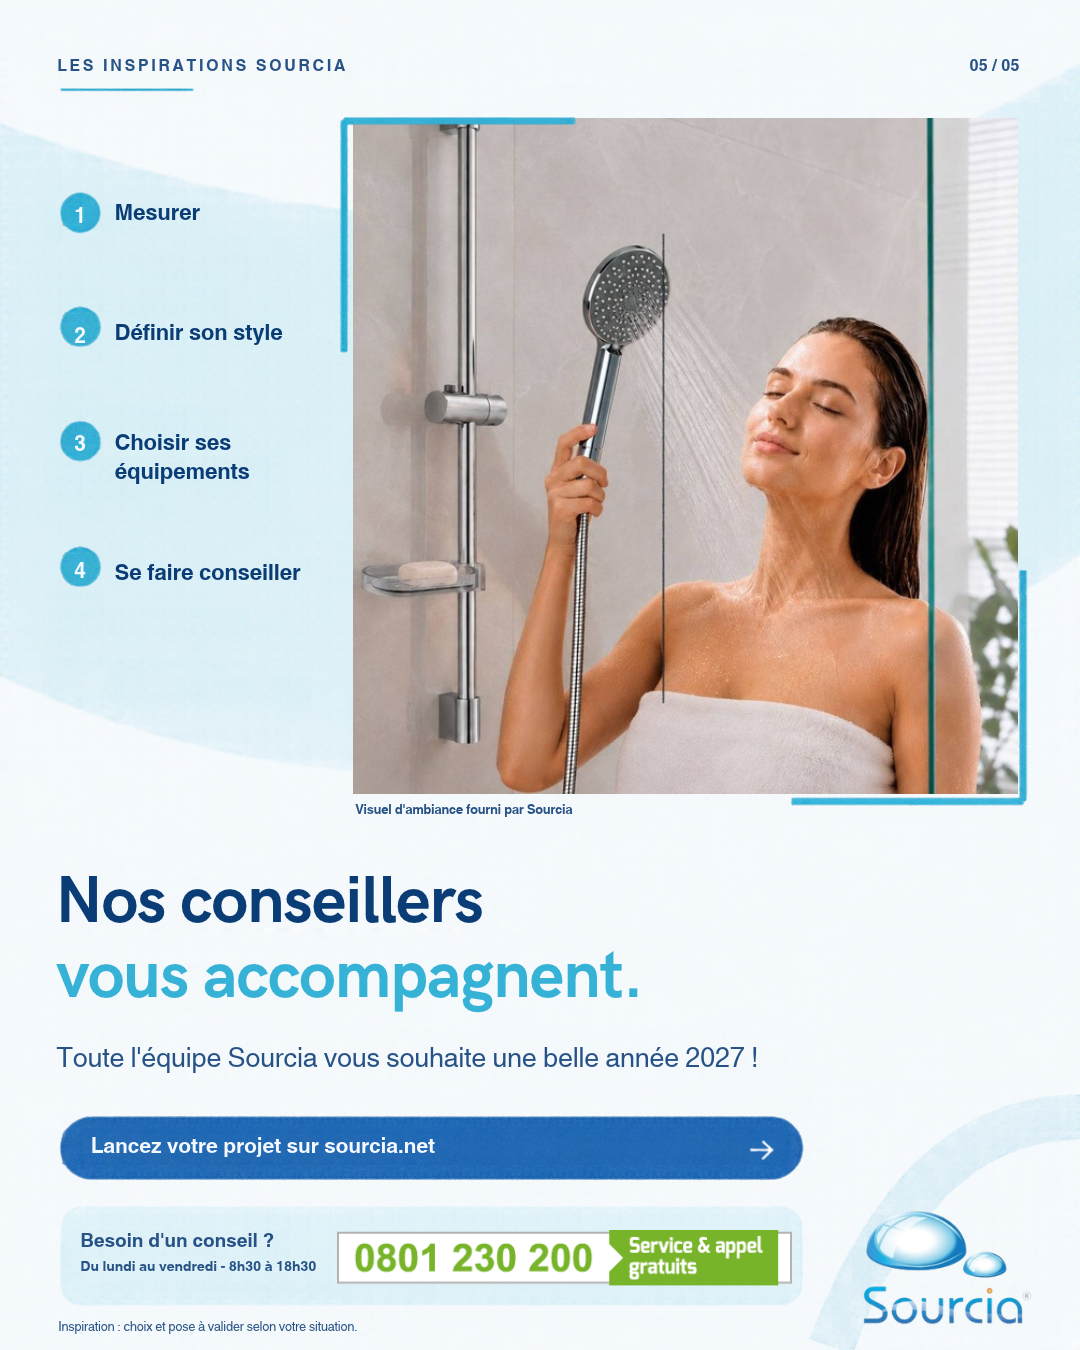 LES INSPIRATIONS SOURCIA
05 / 05
1 Mesurer
2 Définir son style
3 Choisir ses
équipements
4 Se faire conseiller
Visuel d'ambiance fourni par Sourcia
Nos conseillers
vous accompagnent.
Toute l'équipe Sourcia vous souhaite une belle année 2027 !
Lancez votre projet sur sourcia.net
Besoin d'un conseil ?
Du lundi au vendredi - 8h30 à 18h30
0801 230 200
Service & appel
gratuits
Sourcia®
Inspiration : choix et pose à valider selon votre situation.